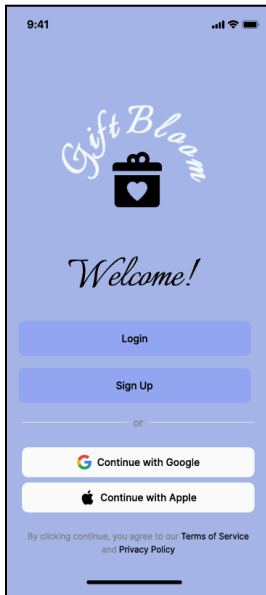 9:41
Gift Bloom
Welcome!
Login
Sign Up
or
Continue with Google
Continue with Apple
By clicking continue, you agree to our Terms of Service
and Privacy Policy